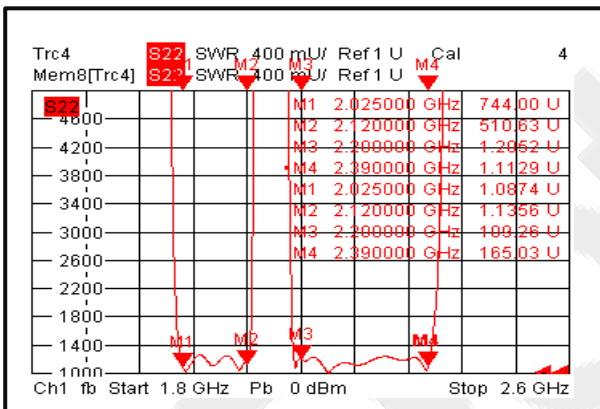 Trc4 S22 SWR 400 mU/ Ref 1 U Cal 4
Mem8[Trc4] S22 SWR 400 mU/ Ref 1 U
M1 M2 M3 M4
S22
M1 2.025000 GHz 744.00 U
4600
M2 2.120000 GHz 510.63 U
4200
M3 2.200000 GHz 1.2052 U
3800
M4 2.390000 GHz 1.1129 U
M1 2.025000 GHz 1.0874 U
3400
M2 2.120000 GHz 1.1356 U
3000
M3 2.200000 GHz 109.26 U
2600
M4 2.390000 GHz 165.03 U
2200
1800
1400
M1 M2 M3 M4
1000
Ch1 fb Start 1.8 GHz Pb 0 dBm Stop 2.6 GHz